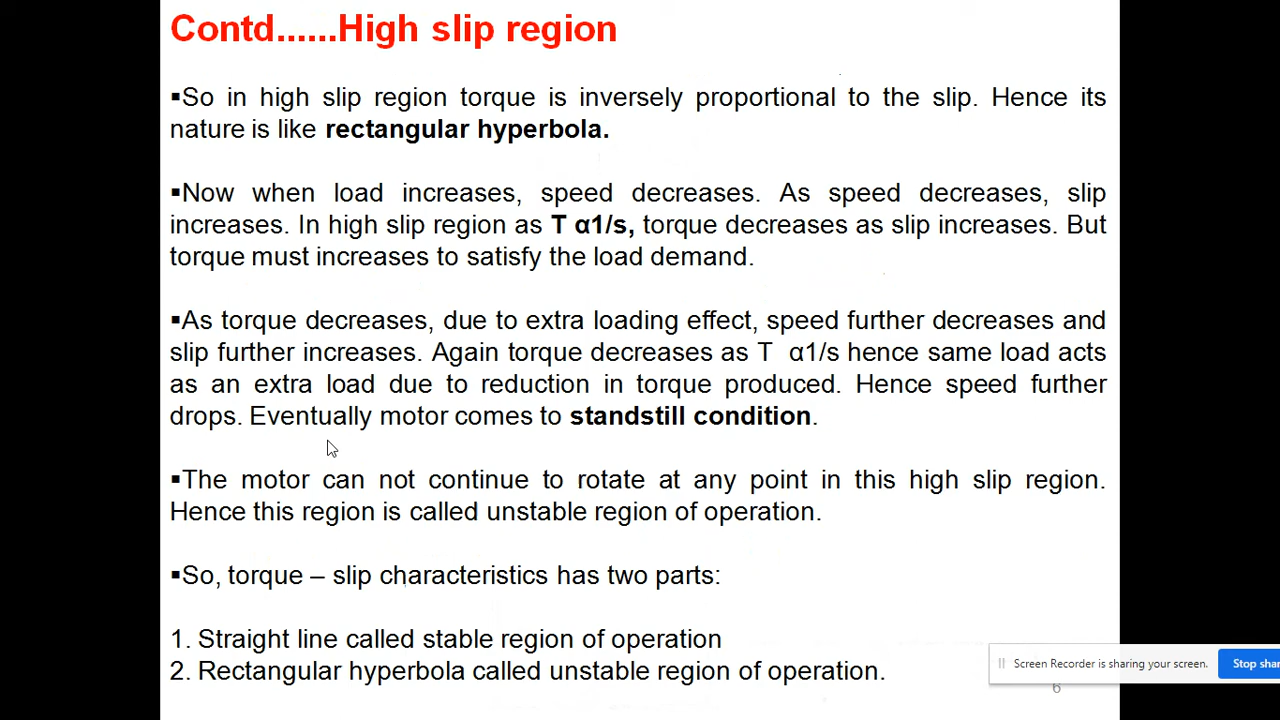 Contd......High slip region
▪So in high slip region torque is inversely proportional to the slip. Hence its
nature is like rectangular hyperbola.
▪Now when load increases, speed decreases. As speed decreases, slip
increases. In high slip region as T α1/s, torque decreases as slip increases. But
torque must increases to satisfy the load demand.
▪As torque decreases, due to extra loading effect, speed further decreases and
slip further increases. Again torque decreases as T α1/s hence same load acts
as an extra load due to reduction in torque produced. Hence speed further
drops. Eventually motor comes to standstill condition.
▪The motor can not continue to rotate at any point in this high slip region.
Hence this region is called unstable region of operation.
▪So, torque – slip characteristics has two parts:
1. Straight line called stable region of operation
2. Rectangular hyperbola called unstable region of operation.
Screen Recorder is sharing your screen.
Stop shar
6